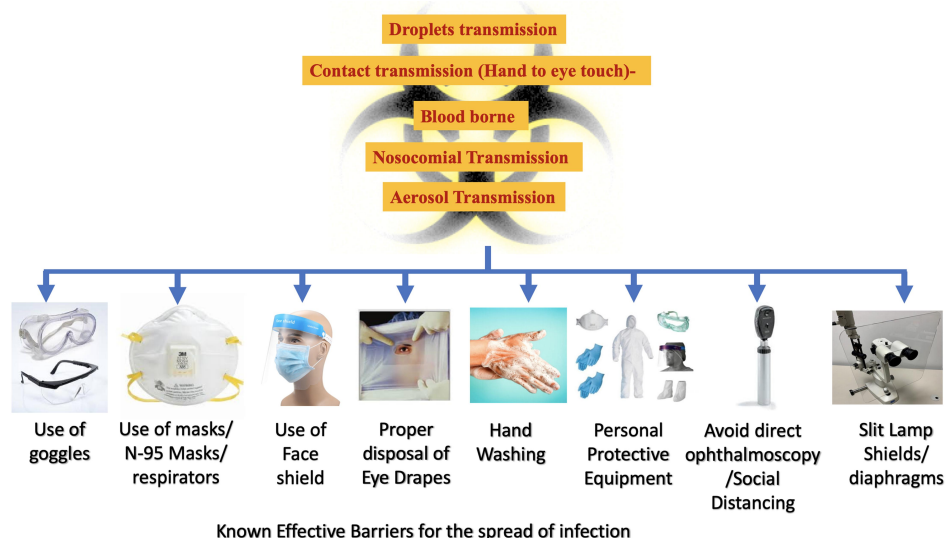 Droplets transmission
Contact transmission (Hand to eye touch)-
Blood borne
Nosocomial Transmission
Aerosol Transmission
3M
Use of
goggles
Use of masks/
N-95 Masks/
respirators
Use of
Face
shield
Proper
disposal of
Eye Drapes
Hand
Washing
Personal
Protective
Equipment
Avoid direct
ophthalmoscopy
/Social
Distancing
Slit Lamp
Shields/
diaphragms
Known Effective Barriers for the spread of infection